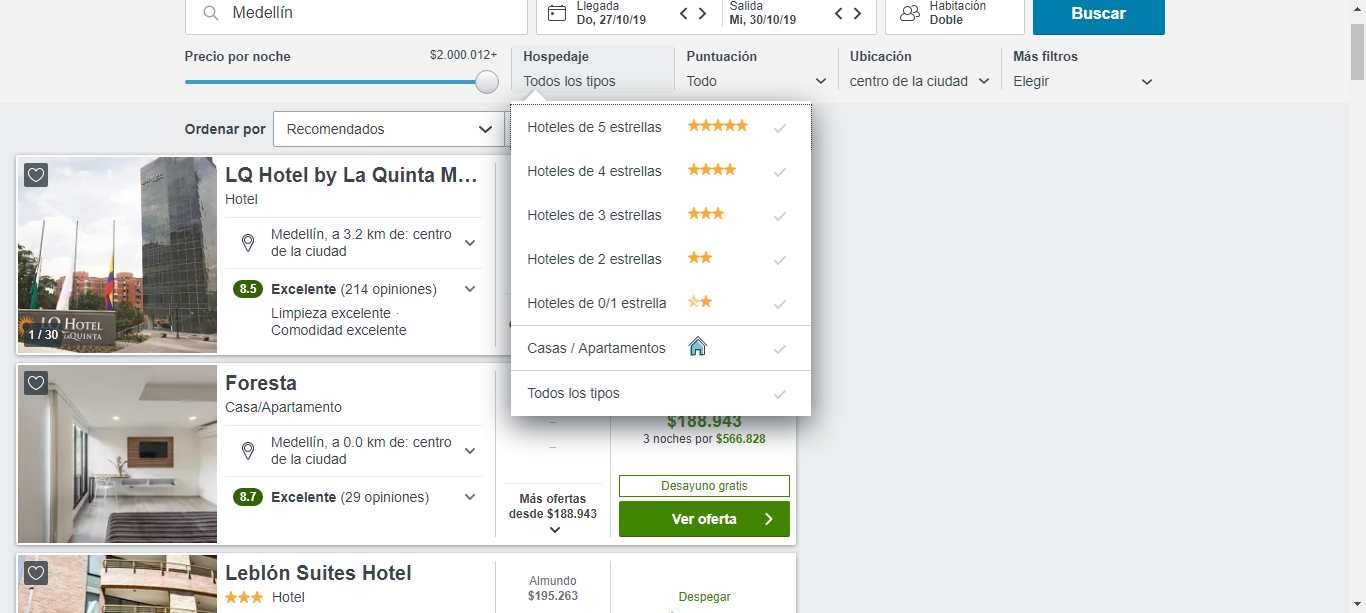 Medellín
Llegada
Do, 27/10/19
Salida
Mi, 30/10/19
Habitación
Doble
Buscar
Precio por noche
$2.000.012+
Hospedaje
Todos los tipos
Puntuación
Todo
Ubicación
centro de la ciudad
Más filtros
Elegir
Ordenar por
Recomendados
Hoteles de 5 estrellas
Hoteles de 4 estrellas
Hoteles de 3 estrellas
Hoteles de 2 estrellas
Hoteles de 0/1 estrella
Casas / Apartamentos
Todos los tipos
LQ Hotel by La Quinta M...
Hotel
Medellín, a 3.2 km de: centro
de la ciudad
8.5 Excelente (214 opiniones)
Limpieza excelente ·
Comodidad excelente
LQ HOTEL
LA QUINTA
1 / 30
Foresta
Casa/Apartamento
Medellín, a 0.0 km de: centro
de la ciudad
8.7 Excelente (29 opiniones)
Más ofertas
desde $188.943
$188.943
3 noches por $566.828
Desayuno gratis
Ver oferta
Leblón Suites Hotel
Hotel
Almundo
$195.263
Despegar